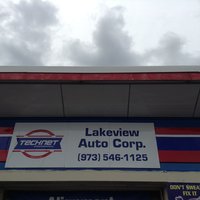 Lakeview
Auto Corp.
(973) 546-1125
TECHNET
DON'T SWEAT
FIX IT